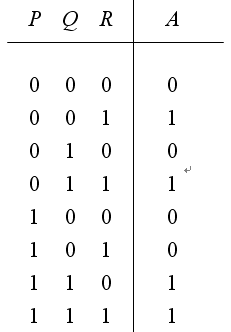 P Q R A
0 0 0 0
0 0 1 1
0 1 0 0
0 1 1 1
1 0 0 0
1 0 1 0
1 1 0 1
1 1 1 1